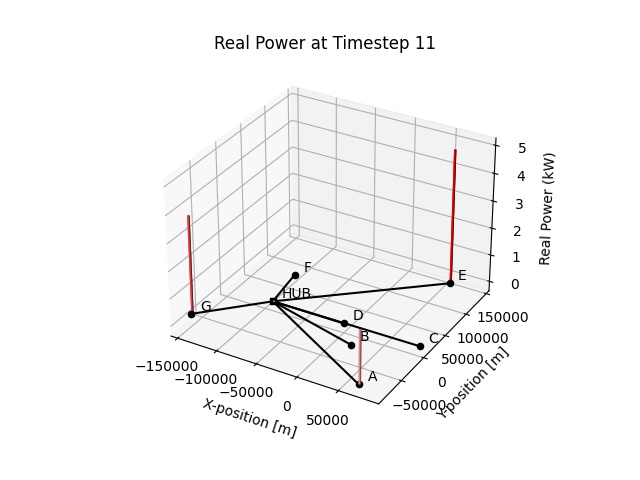 Real Power at Timestep 11
5
4
3
2
1
0
Real Power (kW)
F
E
HUB
G
D
B
C
A
−150000
−100000
−50000
0
50000
X-position [m]
−50000
0
50000
100000
150000
Y-position [m]